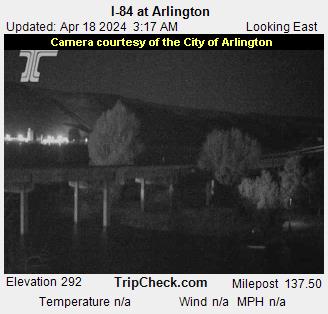 I-84 at Arlington
Updated: Apr 18 2024 3:17 AM Looking East
Camera courtesy of the City of Arlington
Elevation 292 TripCheck.com Milepost 137.50
Temperature n/a Wind n/a MPH n/a